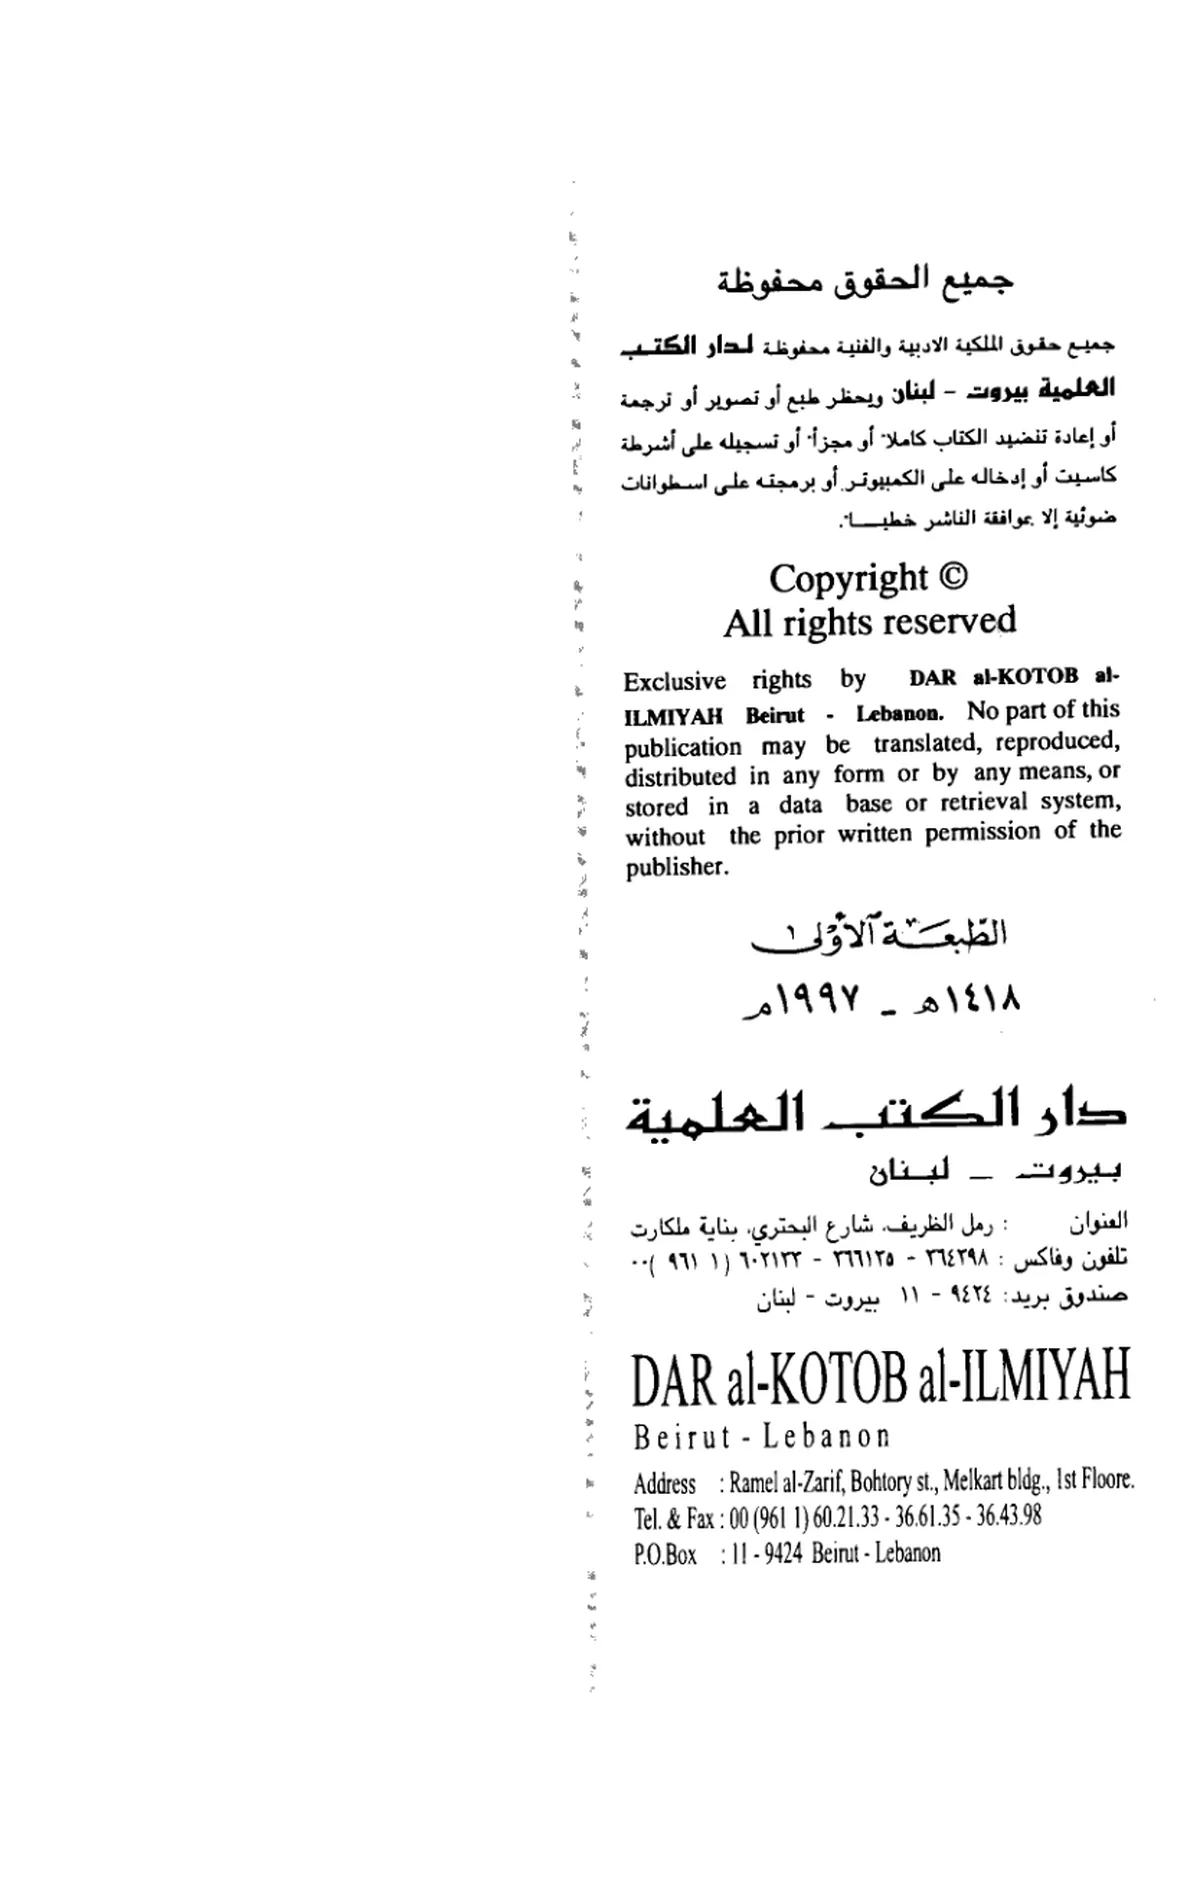 جميع الحقوق محفوظة
جميع حقوق الملكية الادبية والفنية محفوظة لدار الكتب
العلمية بيروت - لبنان ويحظر طبع أو تصوير أو ترجمة
أو إعادة تنضيد الكتاب كاملاً أو مجزأ أو تسجيله على أشرطة
كاسيت أو إدخاله على الكمبيوتر أو برمجته على اسطوانات
ضوئية إلا بموافقة الناشر خطيـــاً.
Copyright ©
All rights reserved
Exclusive rights by DAR al-KOTOB al-
ILMIYAH Beirut - Lebanon. No part of this
publication may be translated, reproduced,
distributed in any form or by any means, or
stored in a data base or retrieval system,
without the prior written permission of the
publisher.
الطَّبعَـة الأولى
١٤١٨هـ - ١٩٩٧م
دار الكتب العلمية
بيروت - لبنان
العنوان : رمل الظريف، شارع البحتري، بناية ملكارت
تلفون وفاكس : ٣٦٤٣٩٨ - ٣٦٦١٣٥ - ٦٠٢١٣٣ (١ ٩٦١ )٠٠
صندوق بريد: ٩٤٢٤ - ١١ بيروت - لبنان
DAR al-KOTOB al-ILMIYAH
Beirut - Lebanon
Address : Ramel al-Zarif, Bohtory st., Melkart bldg., 1st Floore.
Tel. & Fax : 00 (961 1) 60.21.33 - 36.61.35 - 36.43.98
P.O.Box : 11 - 9424 Beirut - Lebanon